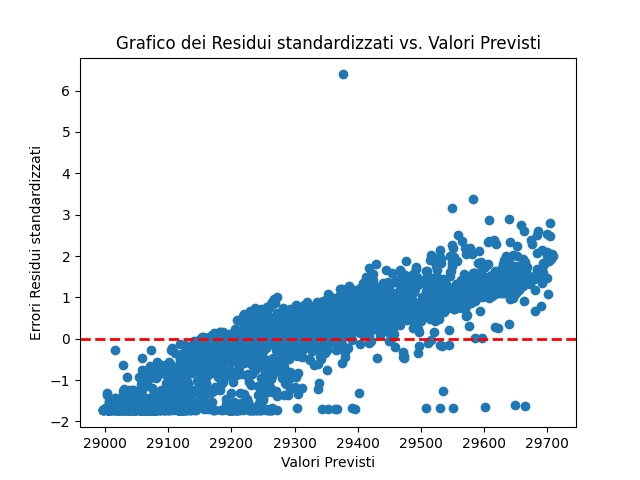 Grafico dei Residui standardizzati vs. Valori Previsti
Errori Residui standardizzati
6
5
4
3
2
1
0
−1
−2
29000 29100 29200 29300 29400 29500 29600 29700
Valori Previsti